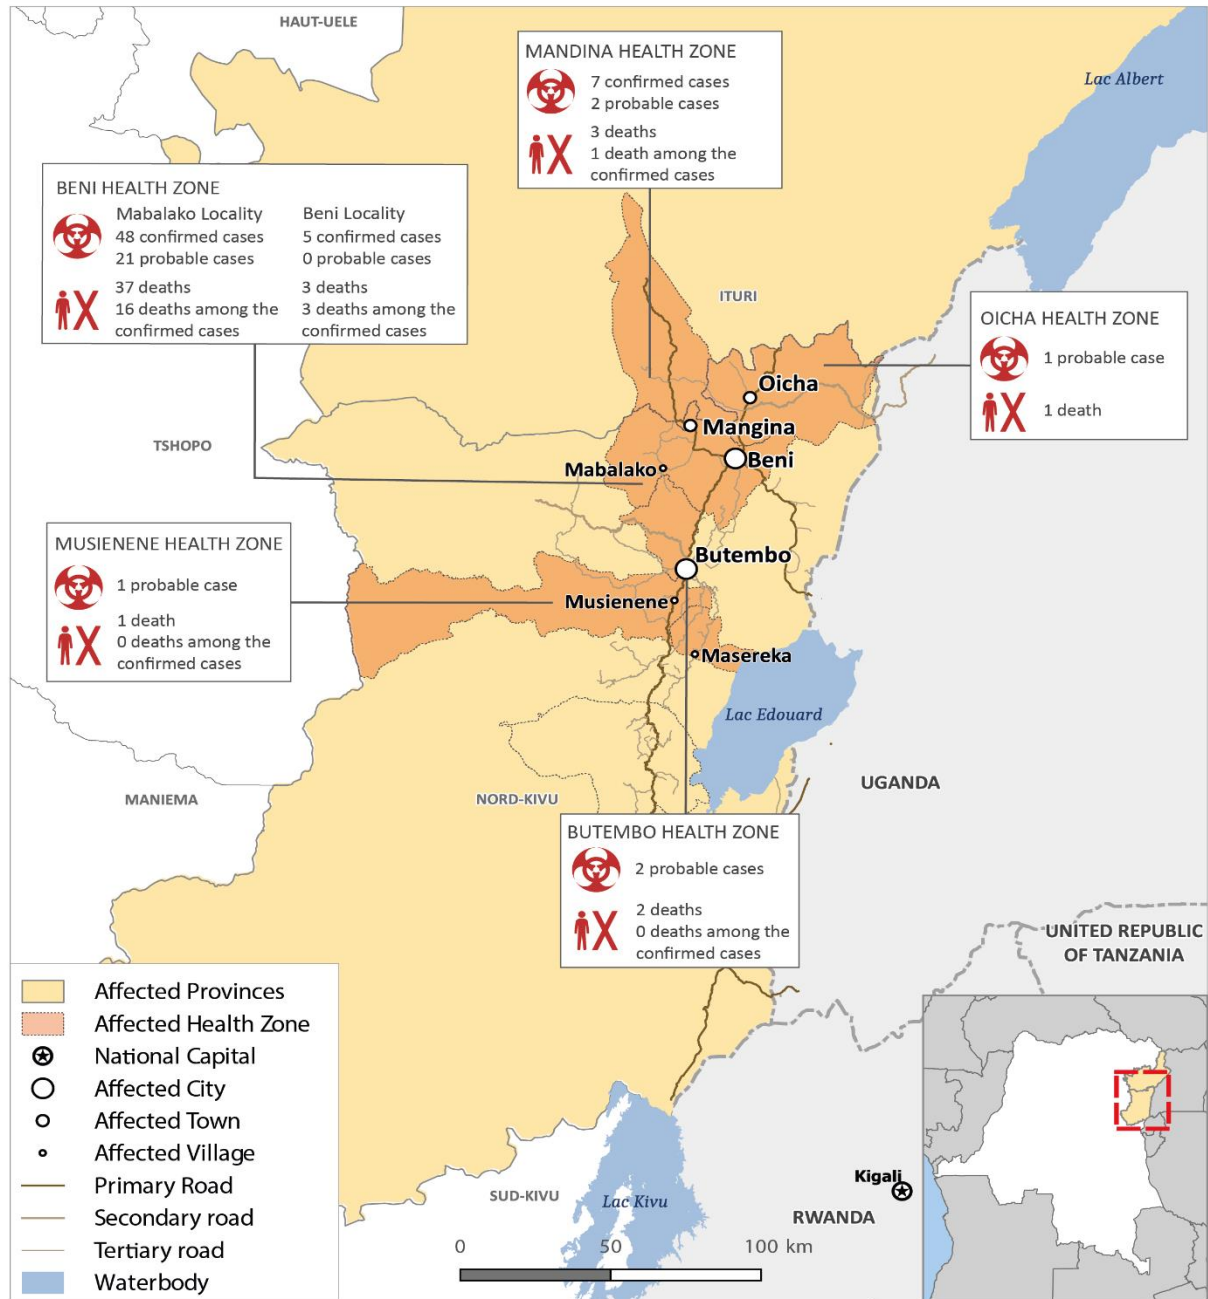 HAUT-UELE
MANDINA HEALTH ZONE
7 confirmed cases
2 probable cases
3 deaths
1 death among the
confirmed cases
Lac Albert
BENI HEALTH ZONE
Mabalako Locality
48 confirmed cases
21 probable cases
37 deaths
16 deaths among the
confirmed cases
Beni Locality
5 confirmed cases
0 probable cases
3 deaths
3 deaths among the
confirmed cases
ITURI
OICHA HEALTH ZONE
1 probable case
1 death
Oicha
Mangina
TSHOPO
Beni
Mabalako
MUSIENENE HEALTH ZONE
1 probable case
1 death
0 deaths among the
confirmed cases
Butembo
Musienene
Masereka
Lac Edouard
UGANDA
MANIEMA
NORD-KIVU
BUTEMBO HEALTH ZONE
2 probable cases
2 deaths
0 deaths among the
confirmed cases
UNITED REPUBLIC
OF TANZANIA
Affected Provinces
Affected Health Zone
National Capital
Affected City
Affected Town
Affected Village
Primary Road
Secondary road
Tertiary road
Waterbody
SUD-KIVU
Lac Kivu
Kigali
RWANDA
0 50 100 km